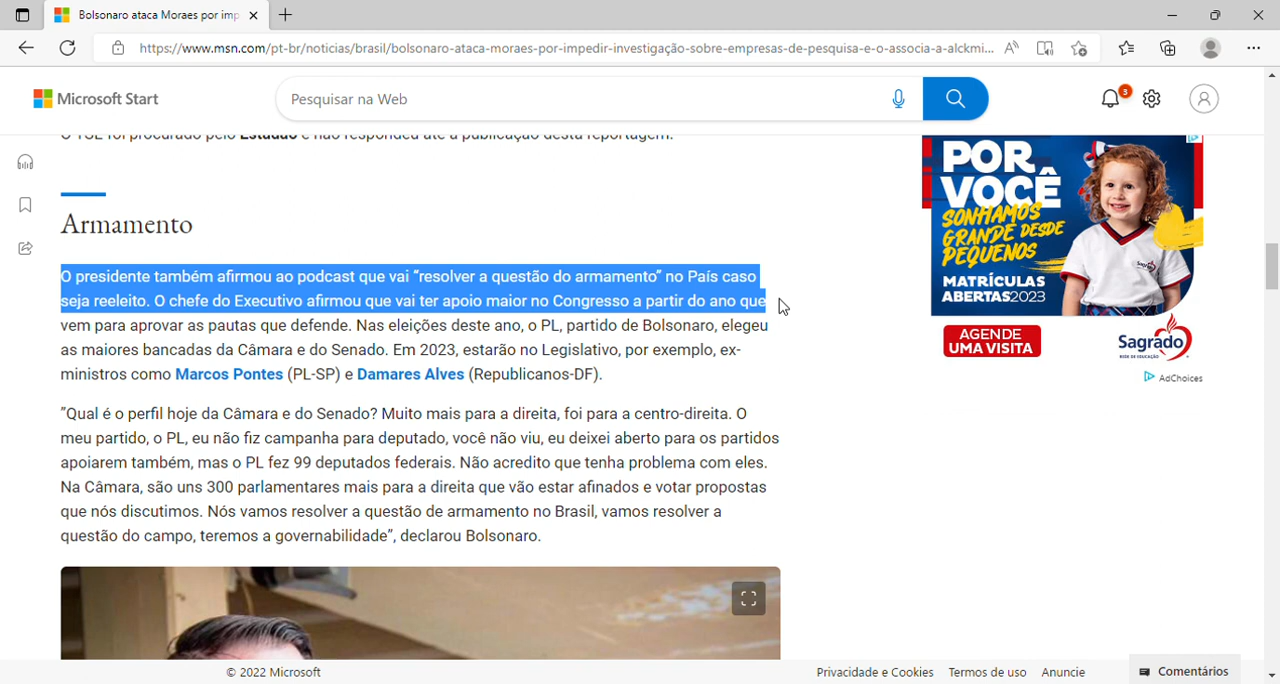 Bolsonaro ataca Moraes por imp
https://www.msn.com/pt-br/noticias/brasil/bolsonaro-ataca-moraes-por-impedir-investigação-sobre-empresas-de-pesquisa-e-o-associa-a-alckmi...
Microsoft Start
Pesquisar na Web
3
O TSE foi procurado pelo Estadão e não respondeu até a publicação desta reportagem.
Armamento
O presidente também afirmou ao podcast que vai “resolver a questão do armamento” no País caso
seja reeleito. O chefe do Executivo afirmou que vai ter apoio maior no Congresso a partir do ano que
vem para aprovar as pautas que defende. Nas eleições deste ano, o PL, partido de Bolsonaro, elegeu
as maiores bancadas da Câmara e do Senado. Em 2023, estarão no Legislativo, por exemplo, ex-
ministros como Marcos Pontes (PL-SP) e Damares Alves (Republicanos-DF).
”Qual é o perfil hoje da Câmara e do Senado? Muito mais para a direita, foi para a centro-direita. O
meu partido, o PL, eu não fiz campanha para deputado, você não viu, eu deixei aberto para os partidos
apoiarem também, mas o PL fez 99 deputados federais. Não acredito que tenha problema com eles.
Na Câmara, são uns 300 parlamentares mais para a direita que vão estar afinados e votar propostas
que nós discutimos. Nós vamos resolver a questão de armamento no Brasil, vamos resolver a
questão do campo, teremos a governabilidade”, declarou Bolsonaro.
POR
VOCÊ
SONHAMOS
GRANDE DESDE
PEQUENOS
MATRÍCULAS
ABERTAS2023
AGENDE
UMA VISITA
Sagrado
REDE DE EDUCAÇÃO
AdChoices
© 2022 Microsoft
Privacidade e Cookies
Termos de uso
Anuncie
Comentários